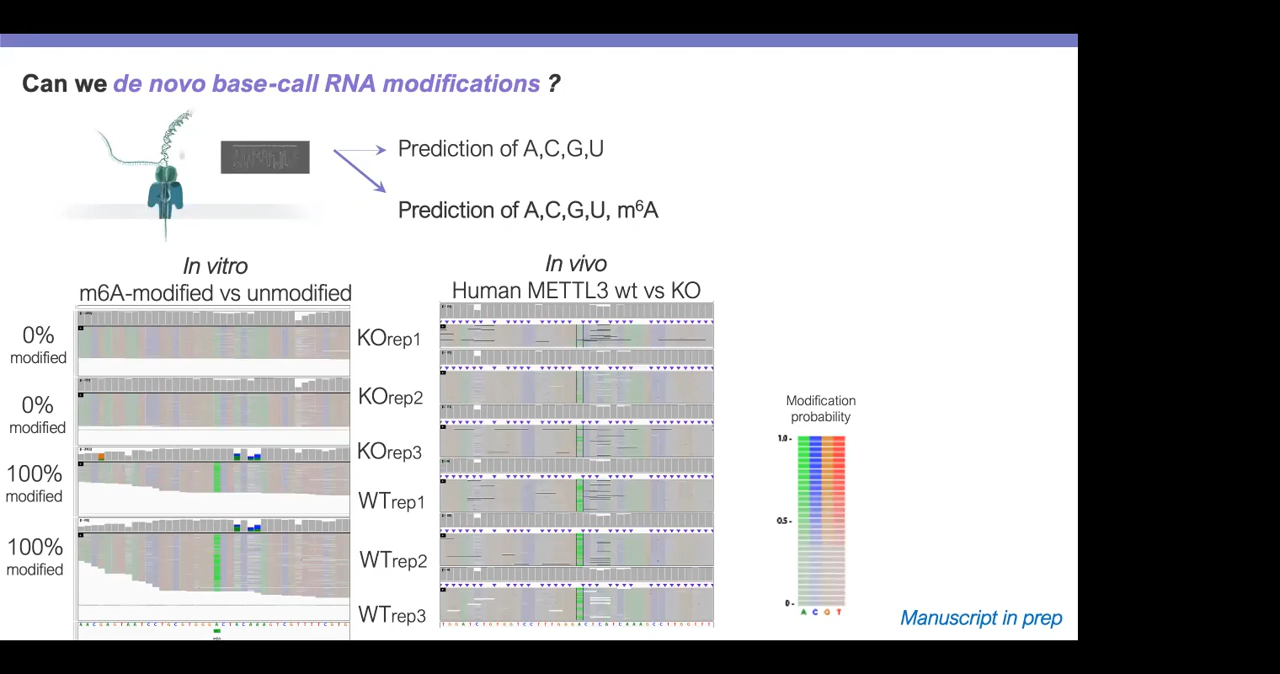 Can we de novo base-call RNA modifications ?
Prediction of A,C,G,U
Prediction of A,C,G,U, m⁶A
In vitro
m6A-modified vs unmodified
0%
modified
0%
modified
100%
modified
100%
modified
In vivo
Human METTL3 wt vs KO
KOrep1
KOrep2
KOrep3
WTrep1
WTrep2
WTrep3
Modification
probability
1.0
0.5
0
A C G T
Manuscript in prep